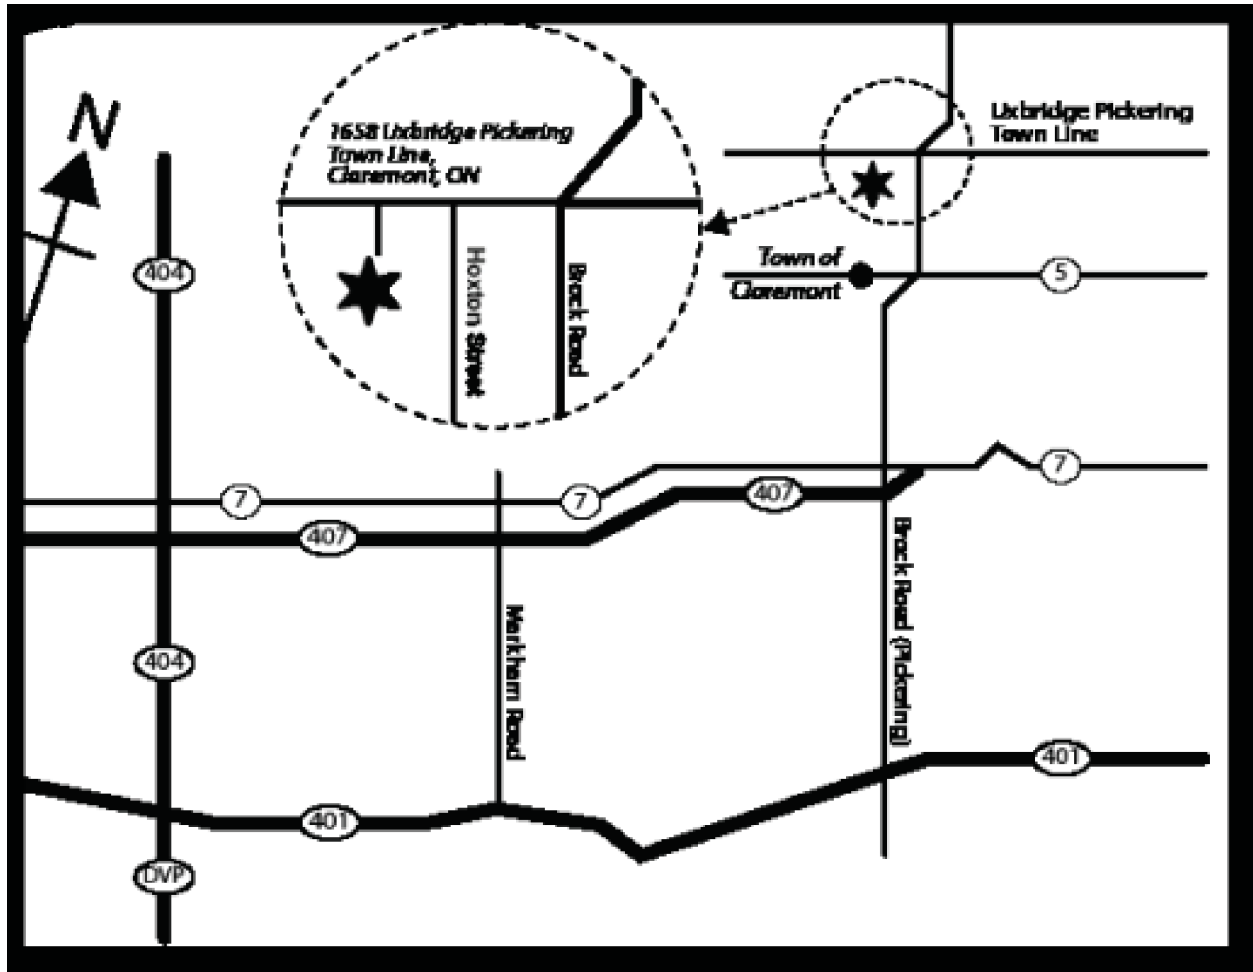 N
1658 Uxbridge Pickering
Town Line,
Claremont, ON
Uxbridge Pickering
Town Line
404
Hoxton Street
Brock Road
Town of
Claremont
5
7
7
7
407
407
Brock Road (Pickering)
Markham Road
404
401
401
DVP